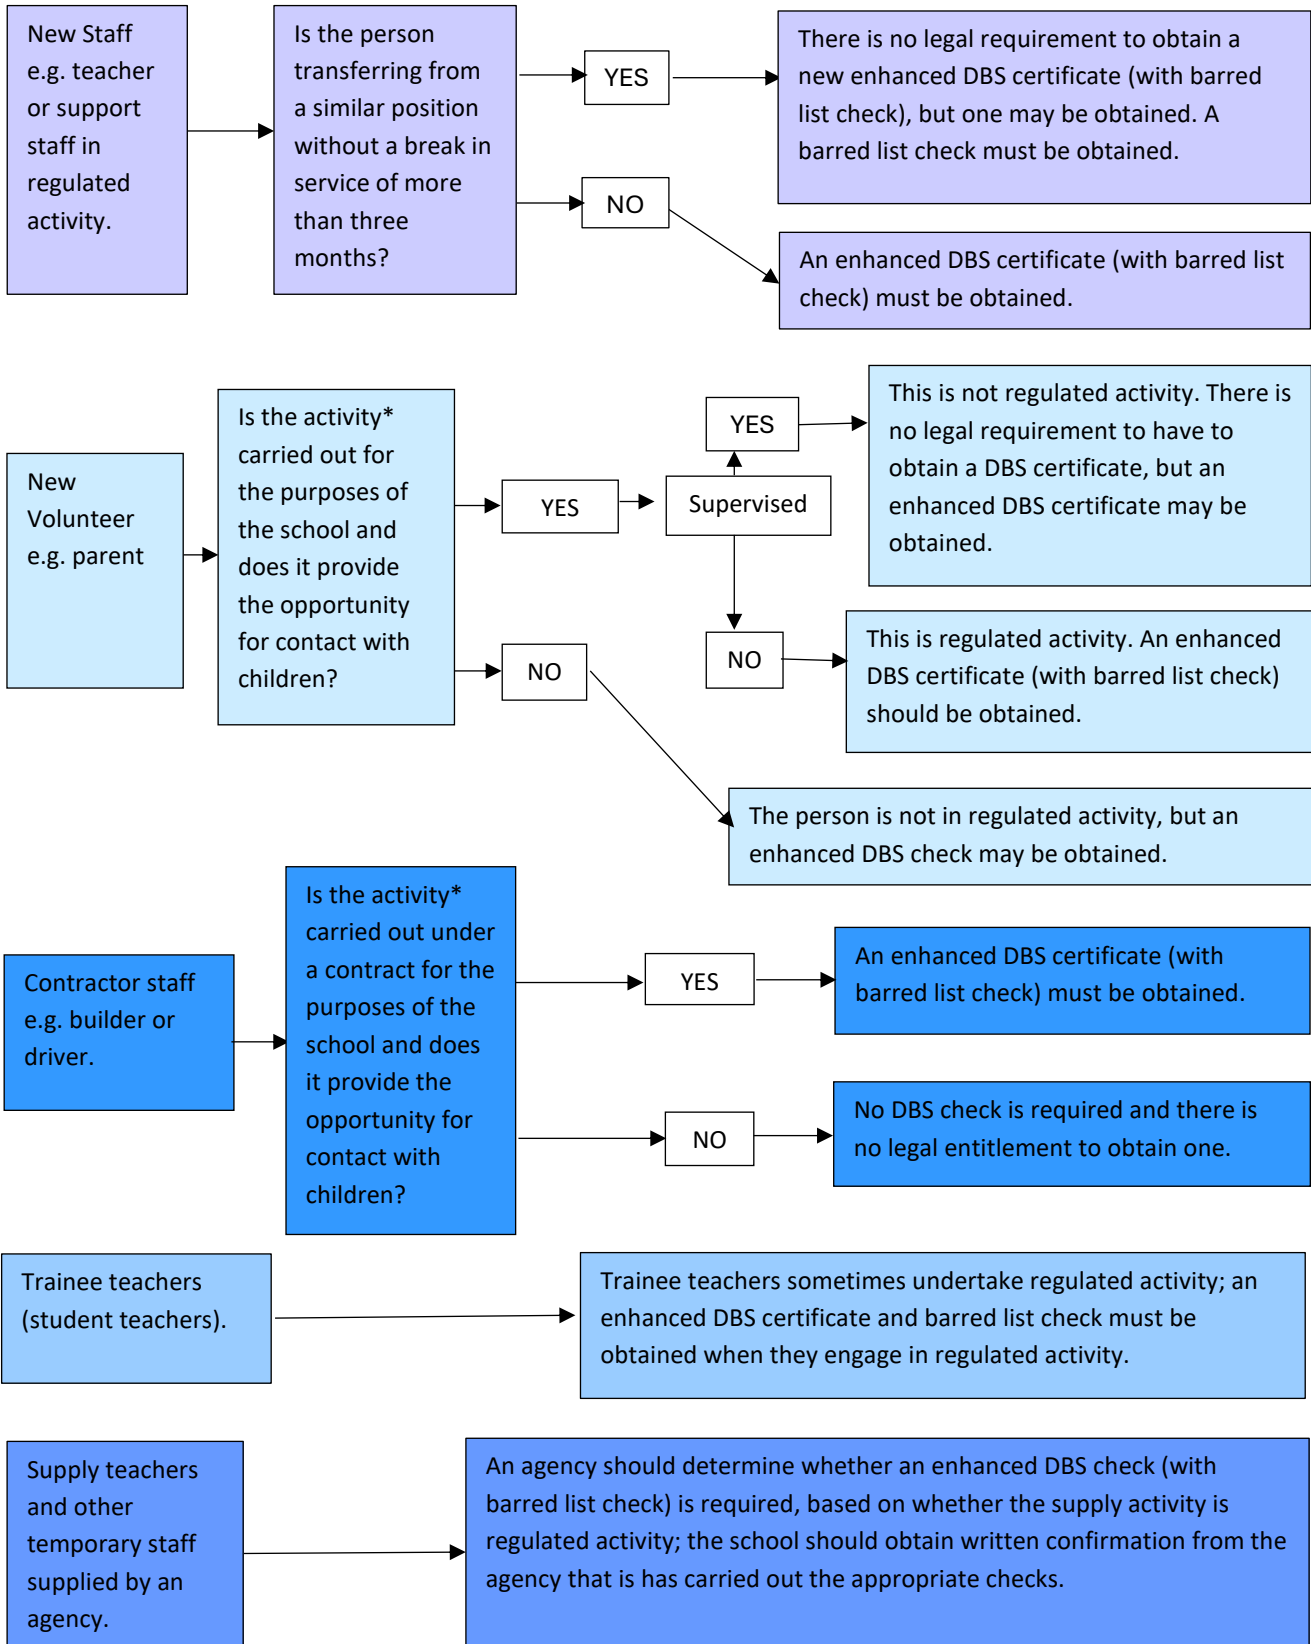 New Staff
e.g. teacher
or support
staff in
regulated
activity.
Is the person
transferring from
a similar position
without a break in
service of more
than three
months?
YES
There is no legal requirement to obtain a
new enhanced DBS certificate (with barred
list check), but one may be obtained. A
barred list check must be obtained.
NO
An enhanced DBS certificate (with barred list
check) must be obtained.
New
Volunteer
e.g. parent
Is the activity*
carried out for
the purposes of
the school and
does it provide
the opportunity
for contact with
children?
YES
Supervised
YES
This is not regulated activity. There is
no legal requirement to have to
obtain a DBS certificate, but an
enhanced DBS certificate may be
obtained.
NO
This is regulated activity. An enhanced
DBS certificate (with barred list check)
should be obtained.
NO
The person is not in regulated activity, but an
enhanced DBS check may be obtained.
Contractor staff
e.g. builder or
driver.
Is the activity*
carried out under
a contract for the
purposes of the
school and does
it provide the
opportunity for
contact with
children?
YES
An enhanced DBS certificate (with
barred list check) must be obtained.
NO
No DBS check is required and there is
no legal entitlement to obtain one.
Trainee teachers
(student teachers).
Trainee teachers sometimes undertake regulated activity; an
enhanced DBS certificate and barred list check must be
obtained when they engage in regulated activity.
Supply teachers
and other
temporary staff
supplied by an
agency.
An agency should determine whether an enhanced DBS check (with
barred list check) is required, based on whether the supply activity is
regulated activity; the school should obtain written confirmation from the
agency that is has carried out the appropriate checks.